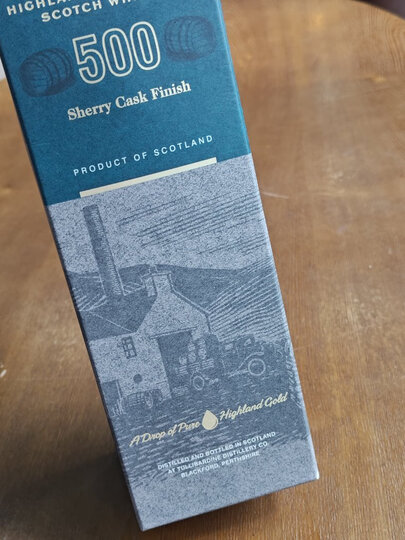 HIGHLAND
SCOTCH
500
Sherry Cask Finish
PRODUCT OF SCOTLAND
A Drop of Pure Highland Gold
DISTILLED AND BOTTLED IN SCOTLAND
AT TULLIBARDINE DISTILLERY CO.
BLACKFORD, PERTHSHIRE